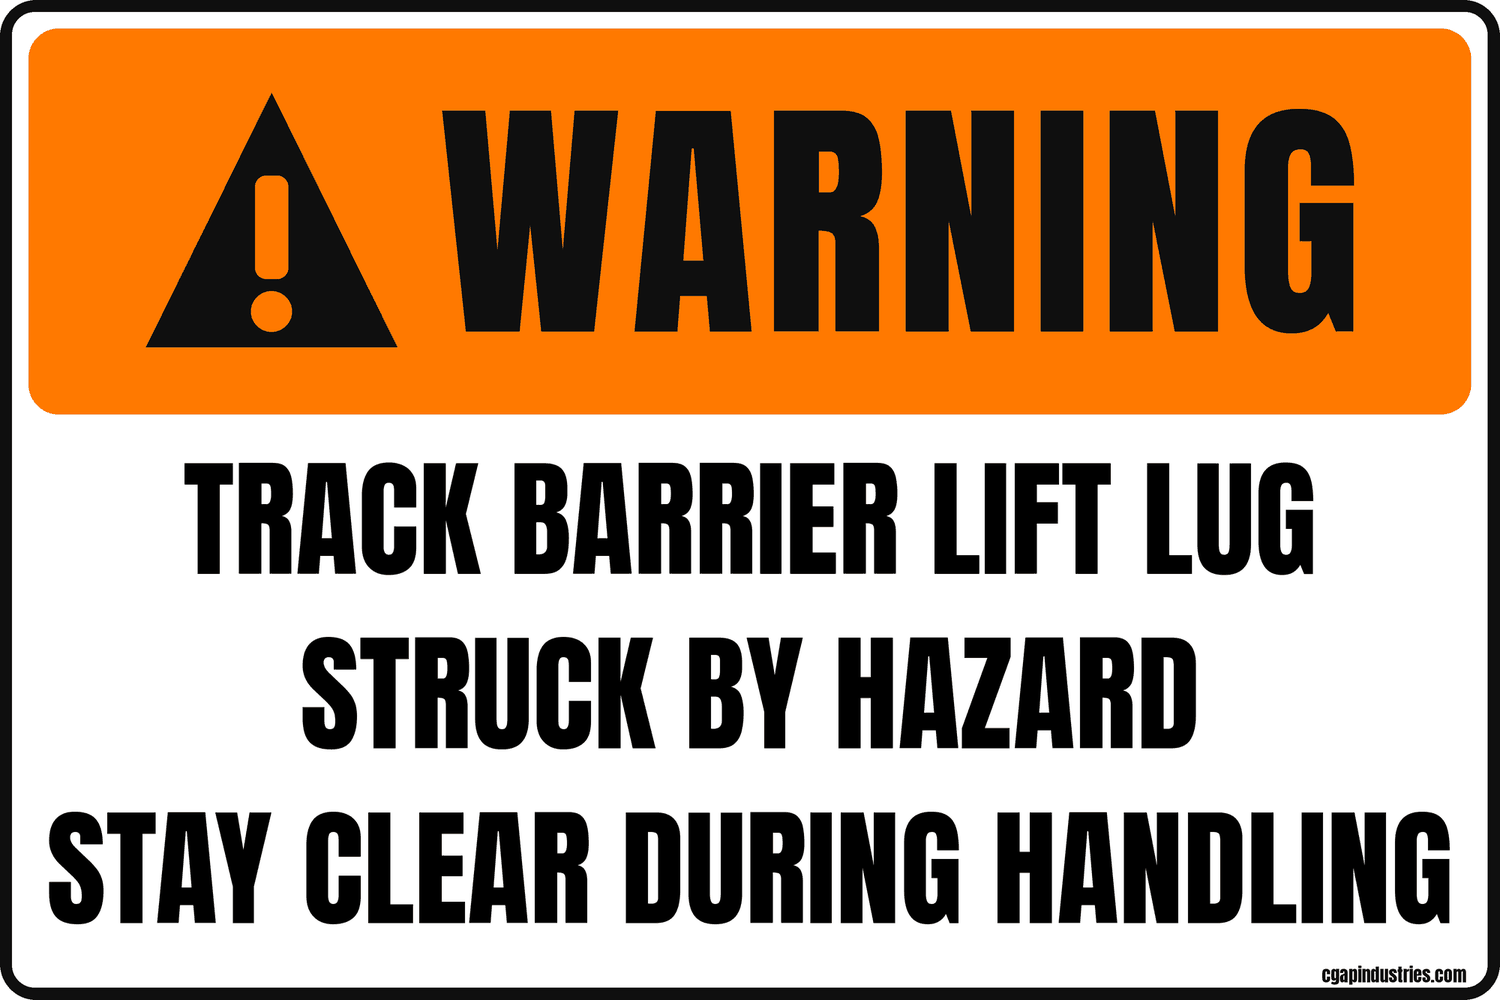 WARNING
TRACK BARRIER LIFT LUG
STRUCK BY HAZARD
STAY CLEAR DURING HANDLING
cgapindustries.com